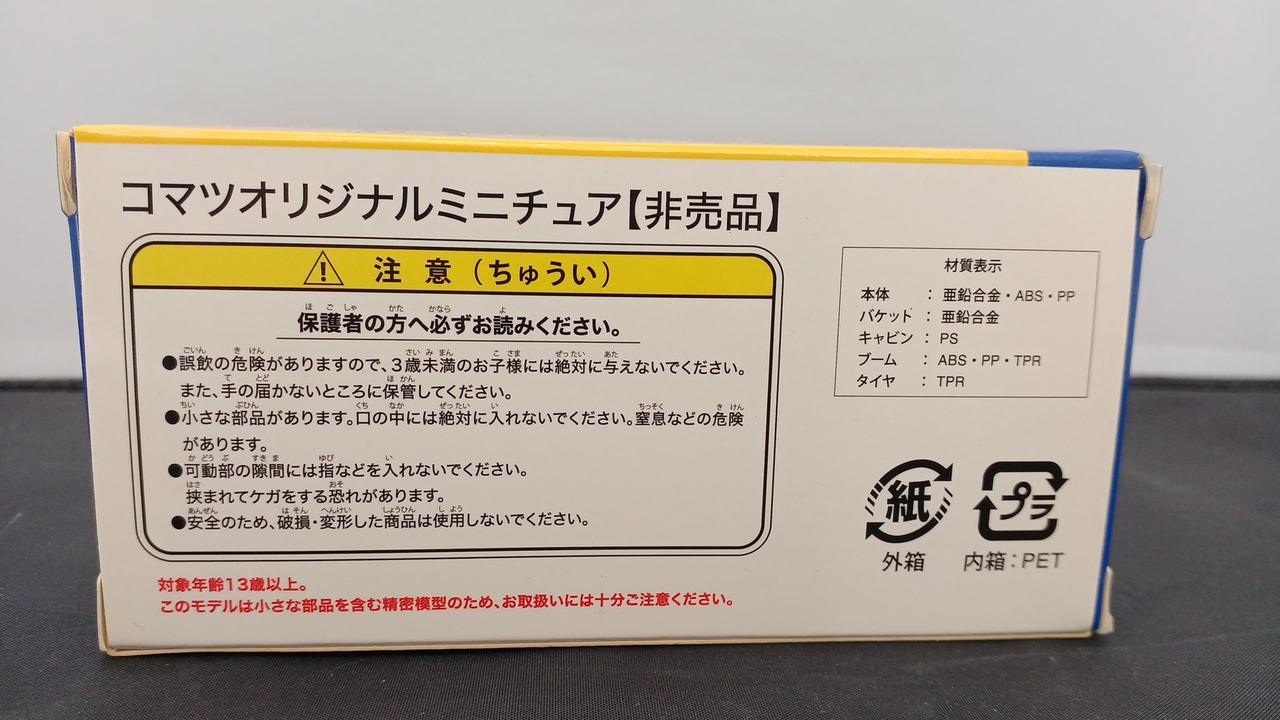 コマツオリジナルミニチュア【非売品】
注 意（ちゅうい）
保護者の方へ必ずお読みください。
●誤飲の危険がありますので、3歳未満のお子様には絶対に与えないでください。
また、手の届かないところに保管してください。
●小さな部品があります。口の中には絶対に入れないでください。窒息などの危険
があります。
●可動部の隙間には指などを入れないでください。
挟まれてケガをする恐れがあります。
●安全のため、破損・変形した商品は使用しないでください。
対象年齢13歳以上。
このモデルは小さな部品を含む精密模型のため、お取扱いには十分ご注意ください。
材質表示
本体 ： 亜鉛合金・ABS・PP
バケット ： 亜鉛合金
キャビン ： PS
ブーム ： ABS・PP・TPR
タイヤ ： TPR
紙 プラ
外箱 内箱：PET